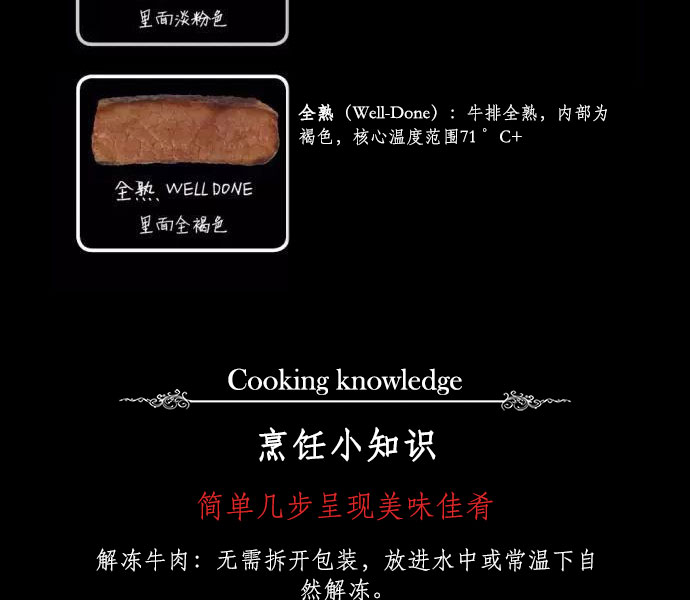 里面淡粉色
全熟（Well-Done）：牛排全熟，内部为
褐色，核心温度范围71 ° C+
全熟、WELL DONE
里面全褐色
Cooking knowledge
烹饪小知识
简单几步呈现美味佳肴
解冻牛肉：无需拆开包装，放进水中或常温下自
然解冻。